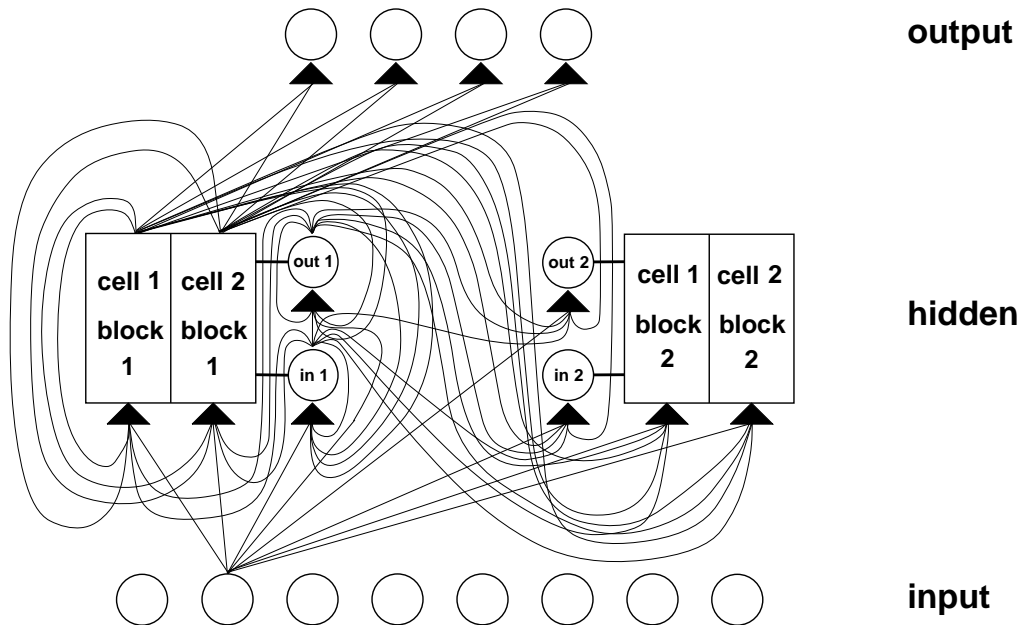 output
cell 1
block
1
cell 2
block
1
out 1
in 1
out 2
in 2
cell 1
block
2
cell 2
block
2
hidden
input